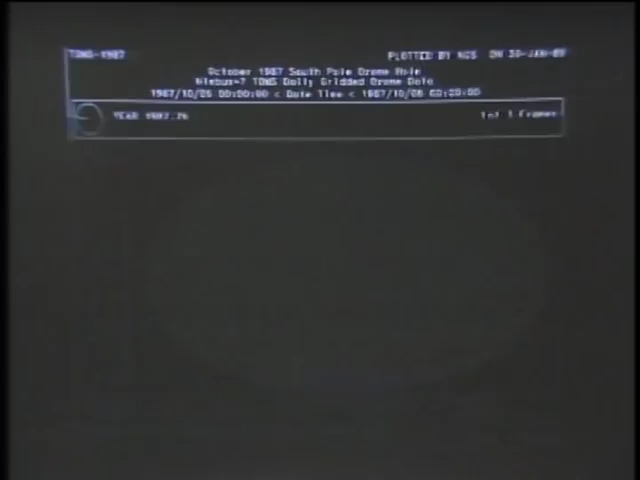 TOMS-1987 PLOTTED BY NGS ON 30-JAN-89
October 1987 South Pole Ozone Hole
Nimbus-7 TOMS Daily Gridded Ozone Data
1987/10/05 00:00:00 < Date Time < 1987/10/06 00:00:00
YEAR 1987.76 1 of 1 Frames